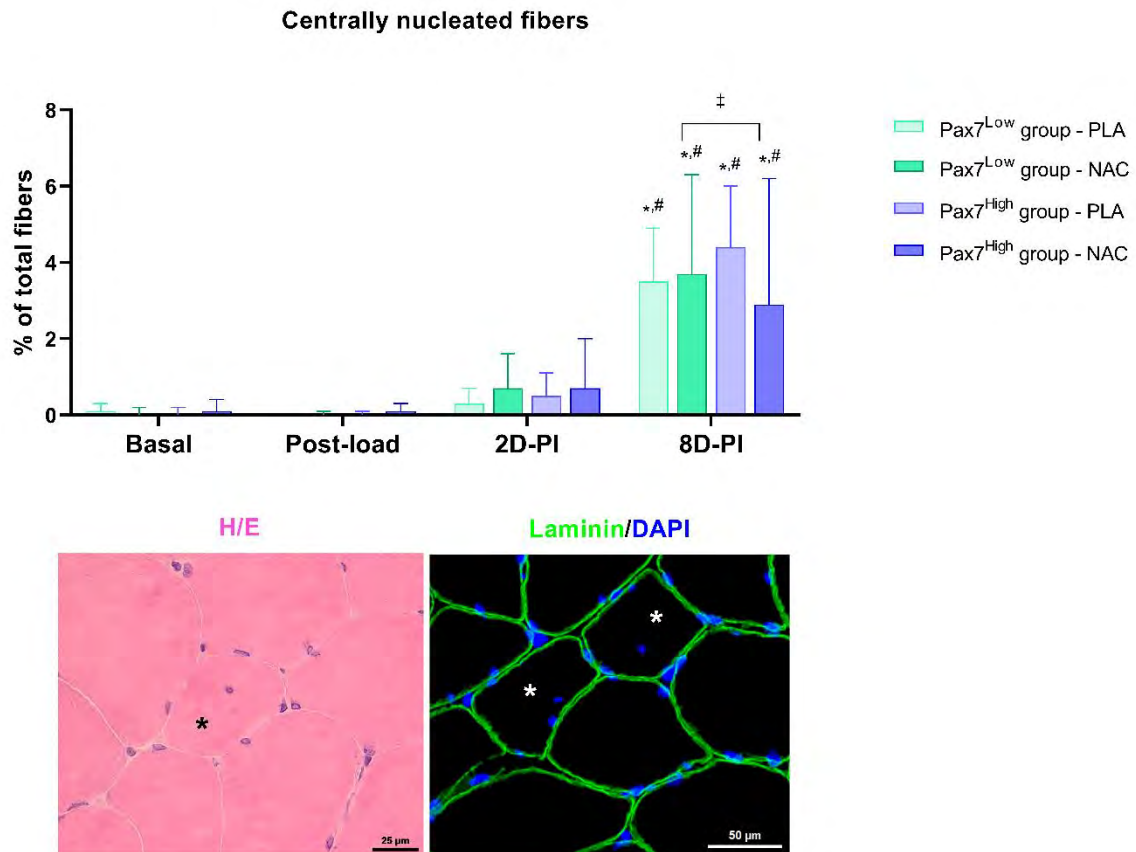 Centrally nucleated fibers
% of total fibers
8
6
4
2
0
‡
*,#
*,#
*,#
*,#
Basal
Post-load
2D-PI
8D-PI
Pax7Low group - PLA
Pax7Low group - NAC
Pax7High group - PLA
Pax7High group - NAC
H/E
Laminin/DAPI
*
*
*
25 µm
50 µm